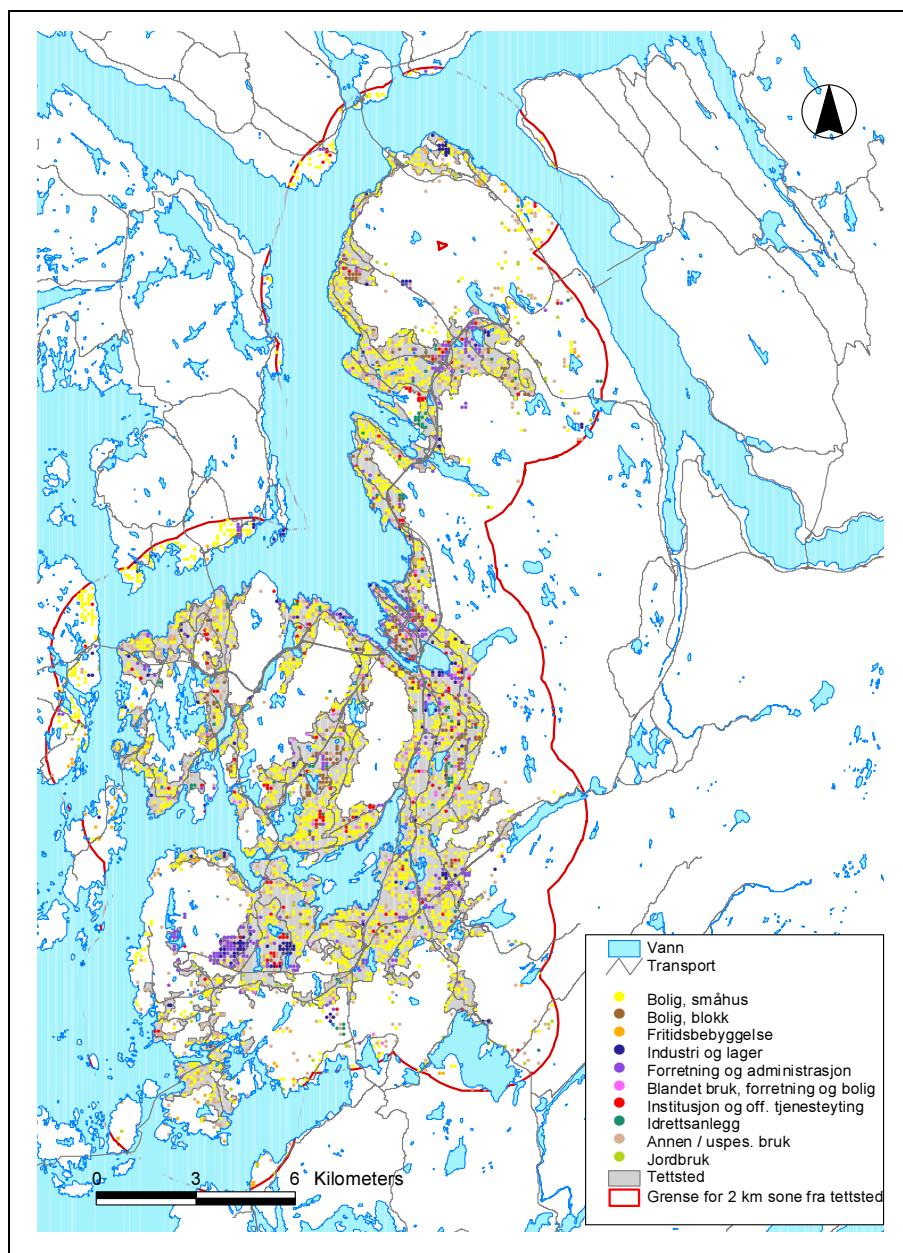 Vann
Transport
Bolig, småhus
Bolig, blokk
Fritidsbebyggelse
Industri og lager
Forretning og administrasjon
Blandet bruk, forretning og bolig
Institusjon og off. tjenesteyting
Idrettsanlegg
Annen / uspes. bruk
Jordbruk
Tettsted
Grense for 2 km sone fra tettsted
0 3 6 Kilometers